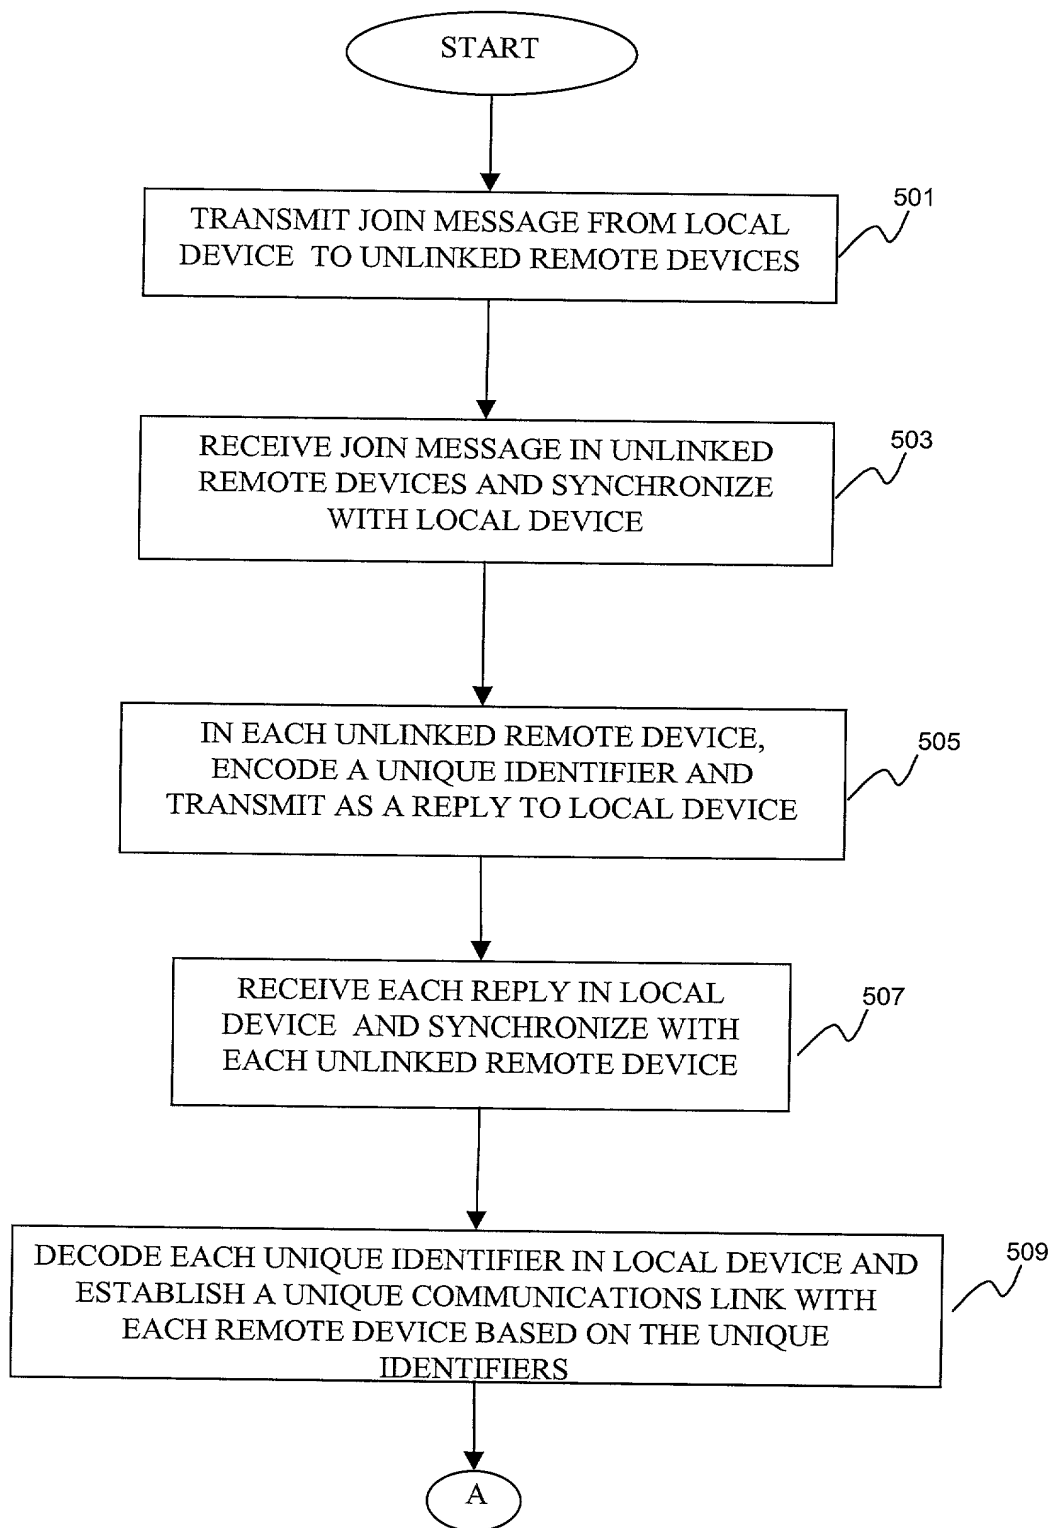 START
TRANSMIT JOIN MESSAGE FROM LOCAL
DEVICE TO UNLINKED REMOTE DEVICES
501
RECEIVE JOIN MESSAGE IN UNLINKED
REMOTE DEVICES AND SYNCHRONIZE
WITH LOCAL DEVICE
503
IN EACH UNLINKED REMOTE DEVICE,
ENCODE A UNIQUE IDENTIFIER AND
TRANSMIT AS A REPLY TO LOCAL DEVICE
505
RECEIVE EACH REPLY IN LOCAL
DEVICE AND SYNCHRONIZE WITH
EACH UNLINKED REMOTE DEVICE
507
DECODE EACH UNIQUE IDENTIFIER IN LOCAL DEVICE AND
ESTABLISH A UNIQUE COMMUNICATIONS LINK WITH
EACH REMOTE DEVICE BASED ON THE UNIQUE
IDENTIFIERS
509
A